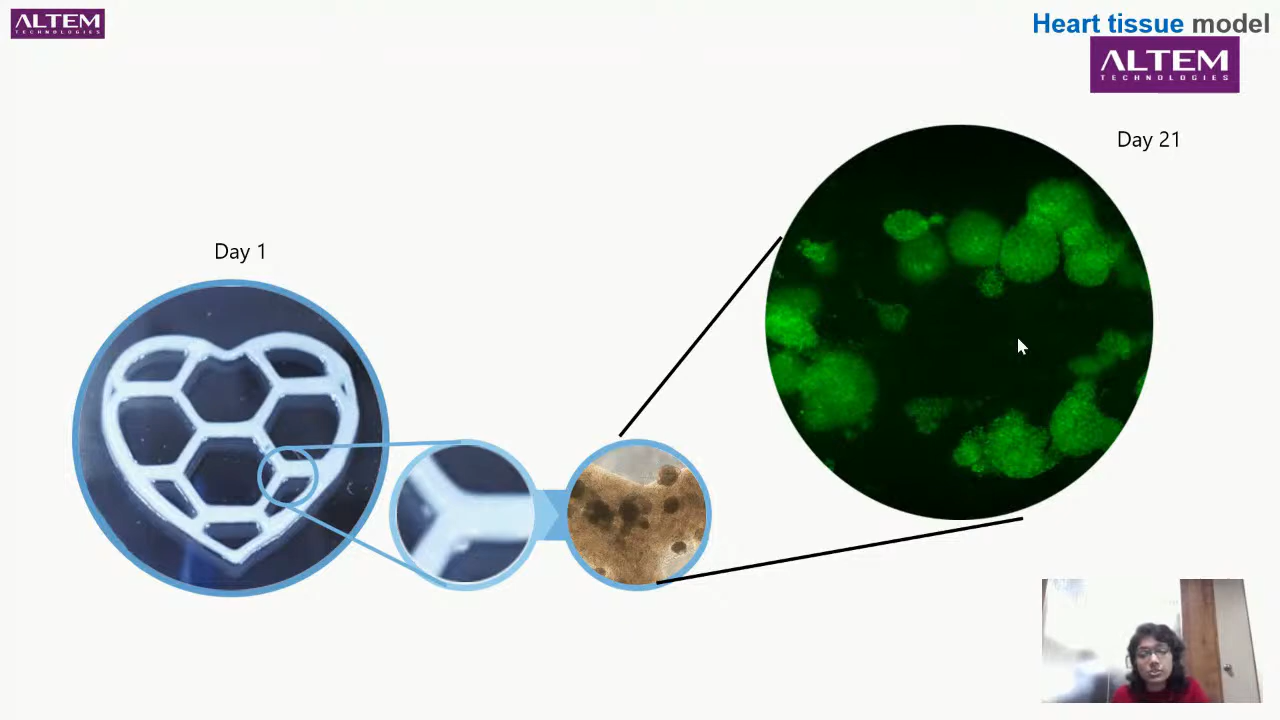 ALTEM
TECHNOLOGIES
Heart tissue model
ALTEM
TECHNOLOGIES
Day 21
Day 1